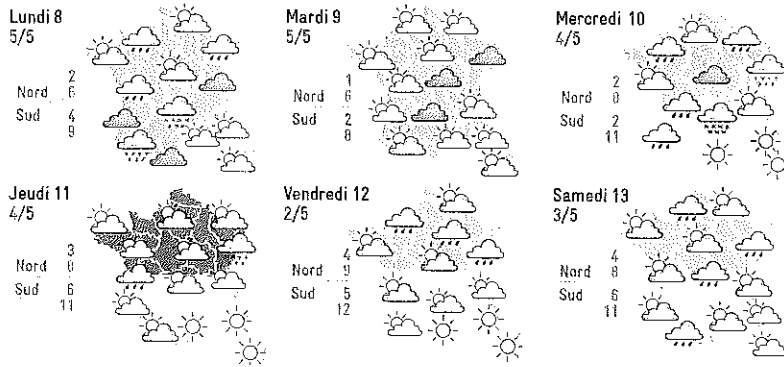 Lundi 8
5/5
2
Nord 6
Sud 4
9
Mardi 9
5/5
1
Nord 6
Sud 2
8
Mercredi 10
4/5
2
Nord 8
Sud 2
11
Jeudi 11
4/5
3
Nord 8
Sud 6
11
Vendredi 12
2/5
4
Nord 9
Sud 5
12
Samedi 13
3/5
4
Nord 8
Sud 6
11